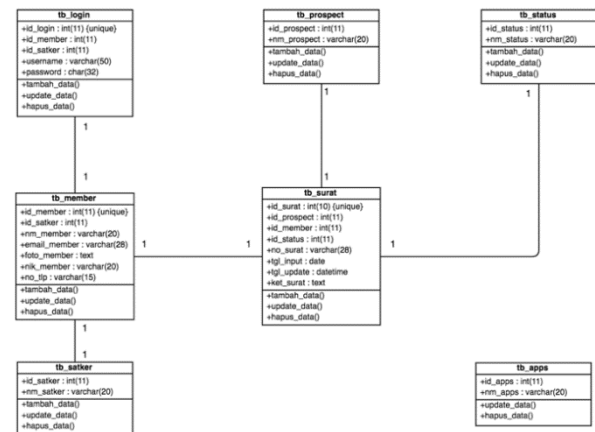 tb_login
+id_login : int(11) {unique}
+id_member : int(11)
+id_satker : int(11)
+username : varchar(50)
+password : char(32)
+tambah_data()
+update_data()
+hapus_data()
tb_prospect
+id_prospect : int(11)
+nm_prospect : varchar(20)
+tambah_data()
+update_data()
+hapus_data()
tb_status
+id_status : int(11)
+nm_status : varchar(20)
+tambah_data()
+update_data()
+hapus_data()
1
1
1
1
1
tb_member
+id_member : int(11) {unique}
+id_satker : int(11)
+nm_member : varchar(20)
+email_member : varchar(28)
+foto_member : text
+nik_member : varchar(20)
+no_tlp : varchar(15)
+tambah_data()
+update_data()
+hapus_data()
1
1
tb_surat
+id_surat : int(10) {unique}
+id_prospect : int(11)
+id_member : int(11)
+id_status : int(11)
+no_surat : varchar(28)
+tgl_input : date
+tgl_update : datetime
+ket_surat : text
+tambah_data()
+update_data()
+hapus_data()
1
1
1
tb_satker
+id_satker : int(11)
+nm_satker : varchar(20)
+tambah_data()
+update_data()
+hapus_data()
tb_apps
+id_apps : int(11)
+nm_apps : varchar(20)
+update_data()
+hapus_data()